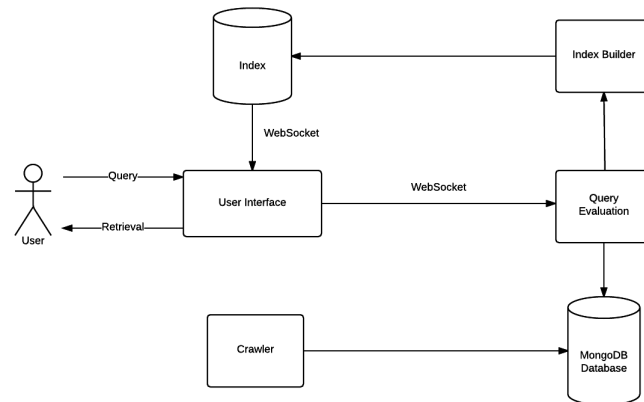 Index
Index Builder
WebSocket
Query
User Interface
WebSocket
Query
Evaluation
Retrieval
User
Crawler
MongoDB
Database